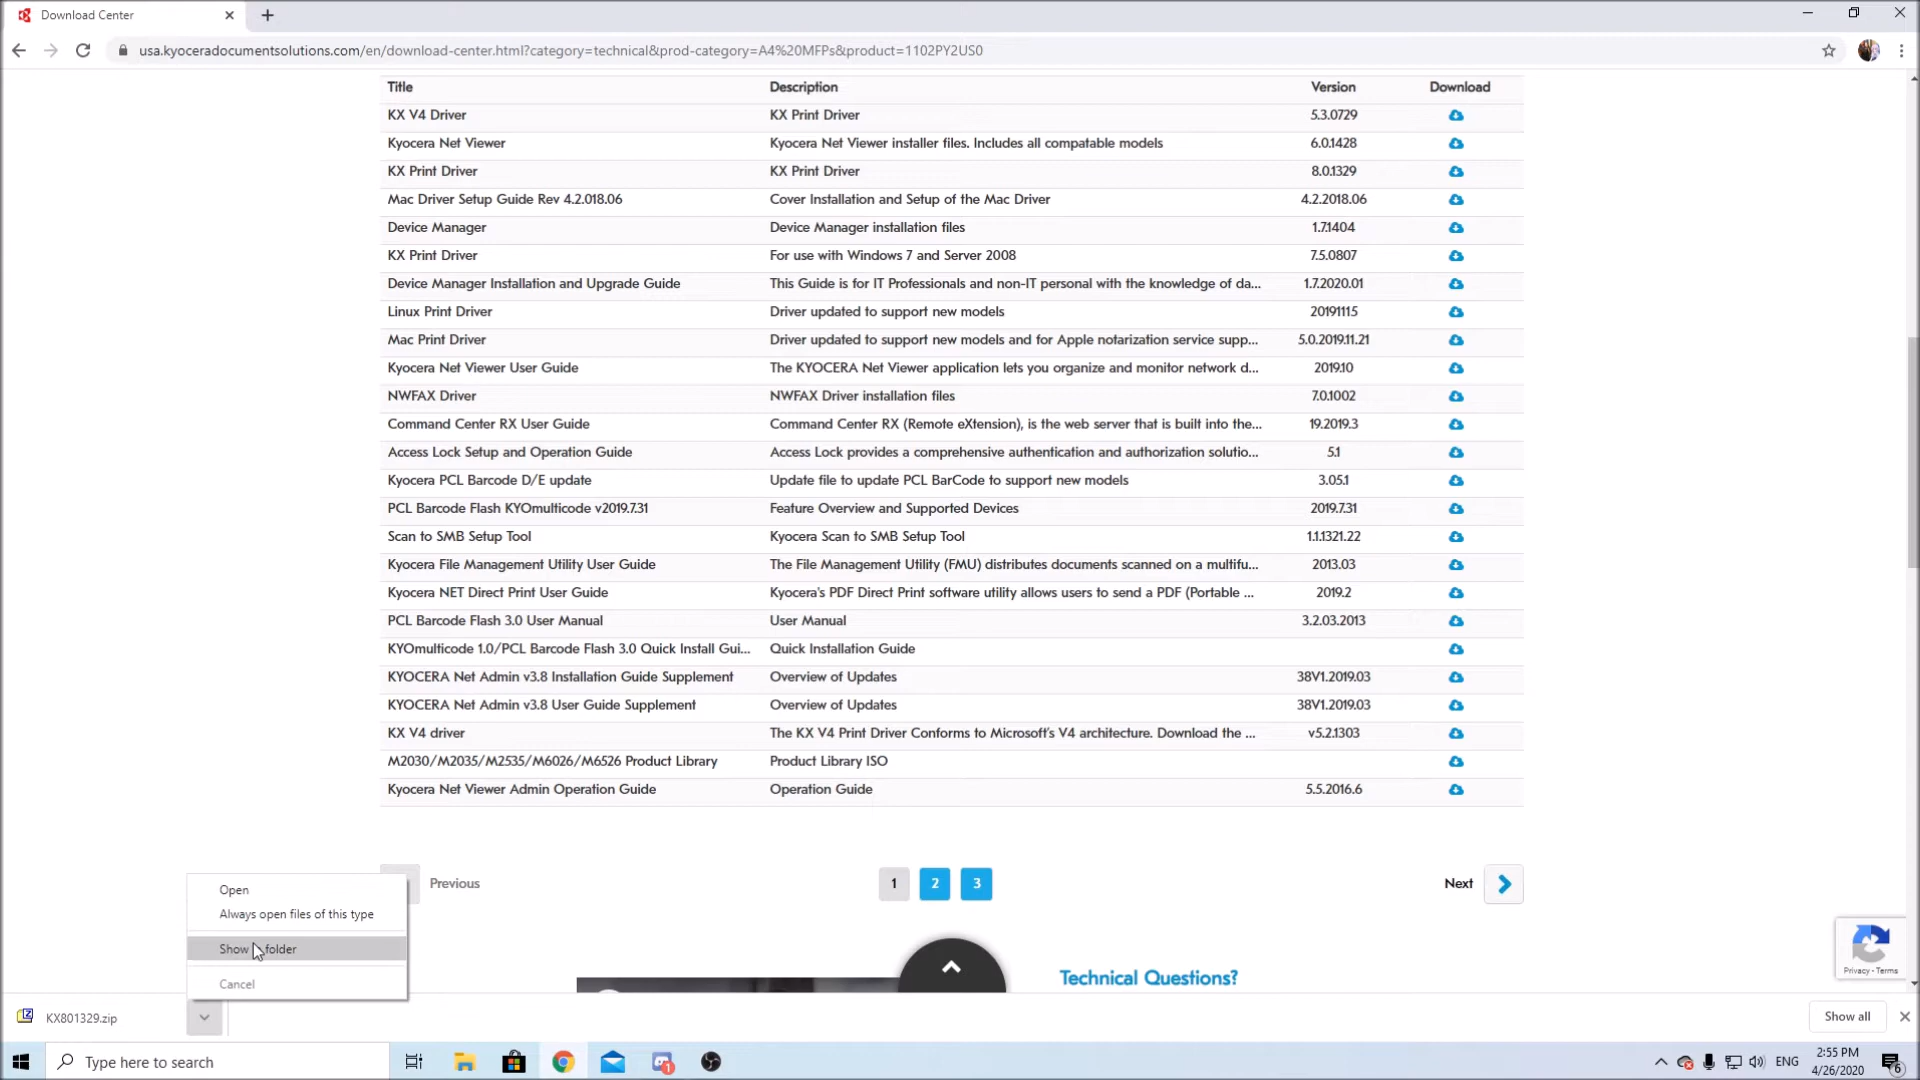 Download Center
usa.kyoceradocumentsolutions.com/en/download-center.html?category=technical&prod-category=A4%20MFPs&product=1102PY2US0
Title Description Version Download
KX V4 Driver KX Print Driver 5.3.0729
Kyocera Net Viewer Kyocera Net Viewer installer files. Includes all compatable models 6.0.1428
KX Print Driver KX Print Driver 8.0.1329
Mac Driver Setup Guide Rev 4.2.018.06 Cover Installation and Setup of the Mac Driver 4.2.2018.06
Device Manager Device Manager installation files 1.7.1404
KX Print Driver For use with Windows 7 and Server 2008 7.5.0807
Device Manager Installation and Upgrade Guide This Guide is for IT Professionals and non-IT personal with the knowledge of da... 1.7.2020.01
Linux Print Driver Driver updated to support new models 20191115
Mac Print Driver Driver updated to support new models and for Apple notarization service supp... 5.0.2019.11.21
Kyocera Net Viewer User Guide The KYOCERA Net Viewer application lets you organize and monitor network d... 2019.10
NWFAX Driver NWFAX Driver installation files 7.0.1002
Command Center RX User Guide Command Center RX (Remote eXtension), is the web server that is built into the... 19.2019.3
Access Lock Setup and Operation Guide Access Lock provides a comprehensive authentication and authorization solutio... 5.1
Kyocera PCL Barcode D/E update Update file to update PCL BarCode to support new models 3.05.1
PCL Barcode Flash KYOmulticode v2019.7.31 Feature Overview and Supported Devices 2019.7.31
Scan to SMB Setup Tool Kyocera Scan to SMB Setup Tool 1.1.1321.22
Kyocera File Management Utility User Guide The File Management Utility (FMU) distributes documents scanned on a multifu... 2013.03
Kyocera NET Direct Print User Guide Kyocera's PDF Direct Print software utility allows users to send a PDF (Portable ... 2019.2
PCL Barcode Flash 3.0 User Manual User Manual 3.2.03.2013
KYOmulticode 1.0/PCL Barcode Flash 3.0 Quick Install Gui... Quick Installation Guide
KYOCERA Net Admin v3.8 Installation Guide Supplement Overview of Updates 38V1.2019.03
KYOCERA Net Admin v3.8 User Guide Supplement Overview of Updates 38V1.2019.03
KX V4 driver The KX V4 Print Driver Conforms to Microsoft's V4 architecture. Download the ... v5.2.1303
M2030/M2035/M2535/M6026/M6526 Product Library Product Library ISO
Kyocera Net Viewer Admin Operation Guide Operation Guide 5.5.2016.6
Previous 1 2 3 Next
Open
Always open files of this type
Show folder
Cancel
Technical Questions?
Privacy - Terms
KX801329.zip
Show all
Type here to search
1
ENG
2:55 PM
4/26/2020
6